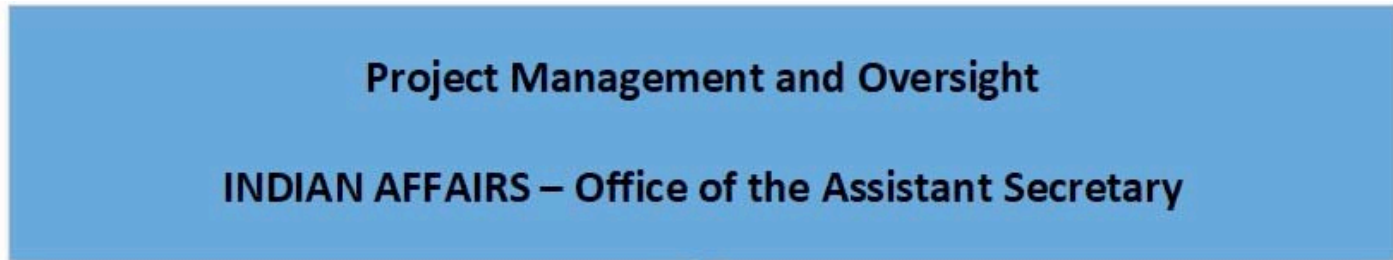 Project Management and Oversight
INDIAN AFFAIRS – Office of the Assistant Secretary